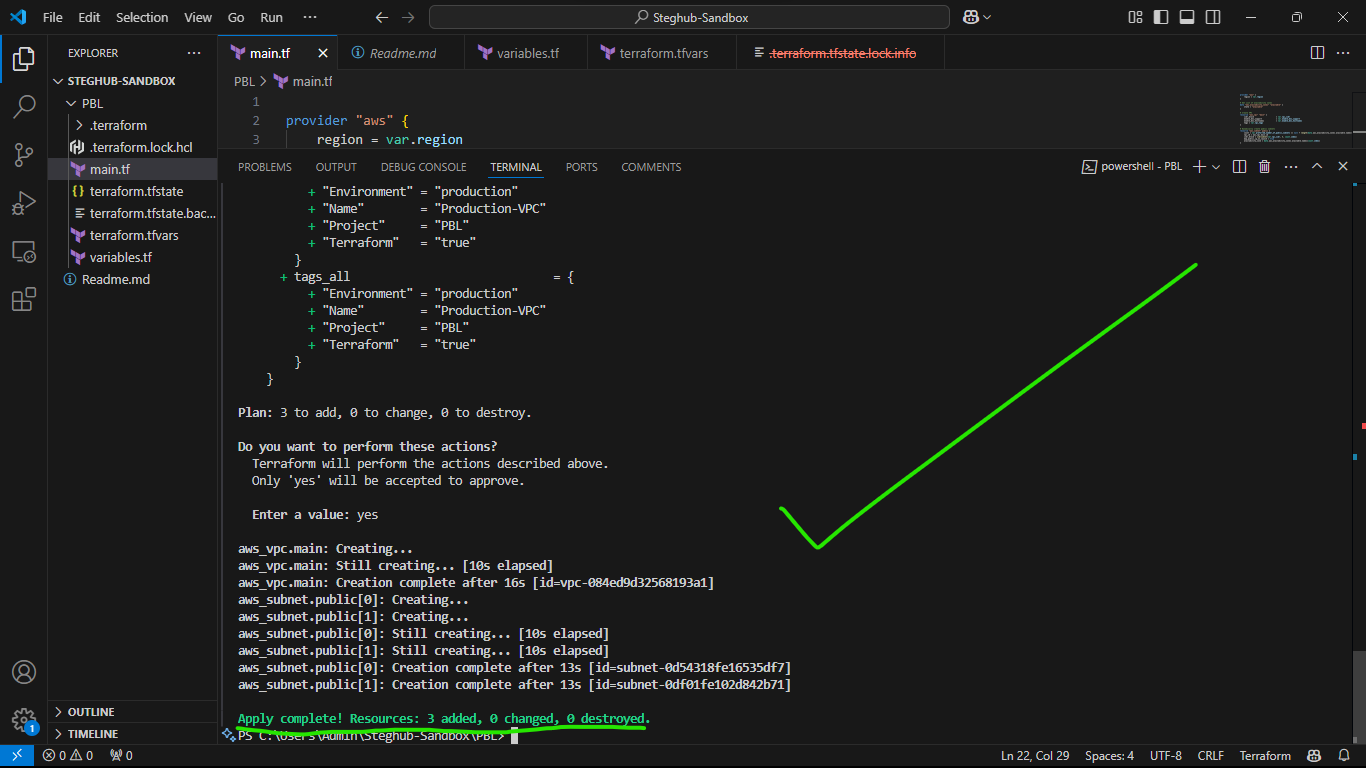 File Edit Selection View Go Run ···
Steghub-Sandbox
EXPLORER ···
STEGHUB-SANDBOX
PBL
.terraform
.terraform.lock.hcl
main.tf
terraform.tfstate
terraform.tfstate.bac...
terraform.tfvars
variables.tf
Readme.md
OUTLINE
TIMELINE
main.tf Readme.md variables.tf terraform.tfvars .terraform.tfstate.lock.info
PBL > main.tf
1
2 provider "aws" {
3 region = var.region
PROBLEMS OUTPUT DEBUG CONSOLE TERMINAL PORTS COMMENTS
powershell - PBL
+ "Environment" = "production"
+ "Name" = "Production-VPC"
+ "Project" = "PBL"
+ "Terraform" = "true"
}
+ tags_all = {
+ "Environment" = "production"
+ "Name" = "Production-VPC"
+ "Project" = "PBL"
+ "Terraform" = "true"
}
}
Plan: 3 to add, 0 to change, 0 to destroy.
Do you want to perform these actions?
Terraform will perform the actions described above.
Only 'yes' will be accepted to approve.
Enter a value: yes
aws_vpc.main: Creating...
aws_vpc.main: Still creating... [10s elapsed]
aws_vpc.main: Creation complete after 16s [id=vpc-084ed9d32568193a1]
aws_subnet.public[0]: Creating...
aws_subnet.public[1]: Creating...
aws_subnet.public[0]: Still creating... [10s elapsed]
aws_subnet.public[1]: Still creating... [10s elapsed]
aws_subnet.public[0]: Creation complete after 13s [id=subnet-0d54318fe16535df7]
aws_subnet.public[1]: Creation complete after 13s [id=subnet-0df01fe102d842b71]
Apply complete! Resources: 3 added, 0 changed, 0 destroyed.
PS C:\Users\Admin\Steghub-Sandbox\PBL>
1
0 0 0 Ln 22, Col 29 Spaces: 4 UTF-8 CRLF Terraform